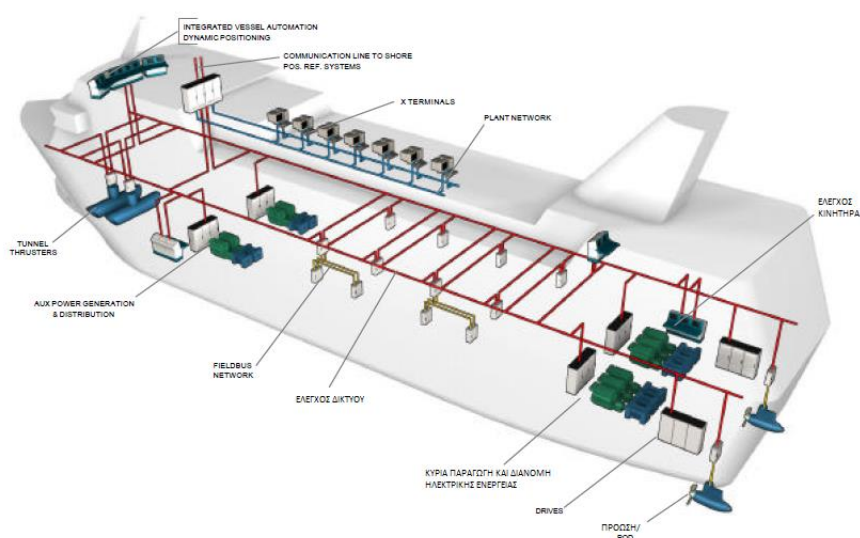 INTEGRATED VESSEL AUTOMATION
DYNAMIC POSITIONING
COMMUNICATION LINE TO SHORE
POS. REF. SYSTEMS
X TERMINALS
PLANT NETWORK
ΕΛΕΓΧΟΣ
ΚΙΝΗΤΗΡΑ
TUNNEL
THRUSTERS
AUX POWER GENERATION
& DISTRIBUTION
FIELDBUS
NETWORK
ΕΛΕΓΧΟΣ ΔΙΚΤΥΟΥ
ΚΥΡΙΑ ΠΑΡΑΓΩΓΗ ΚΑΙ ΔΙΑΝΟΜΗ
ΗΛΕΚΤΡΙΚΗΣ ΕΝΕΡΓΕΙΑΣ
DRIVES
ΠΡΟΩΣΗ/